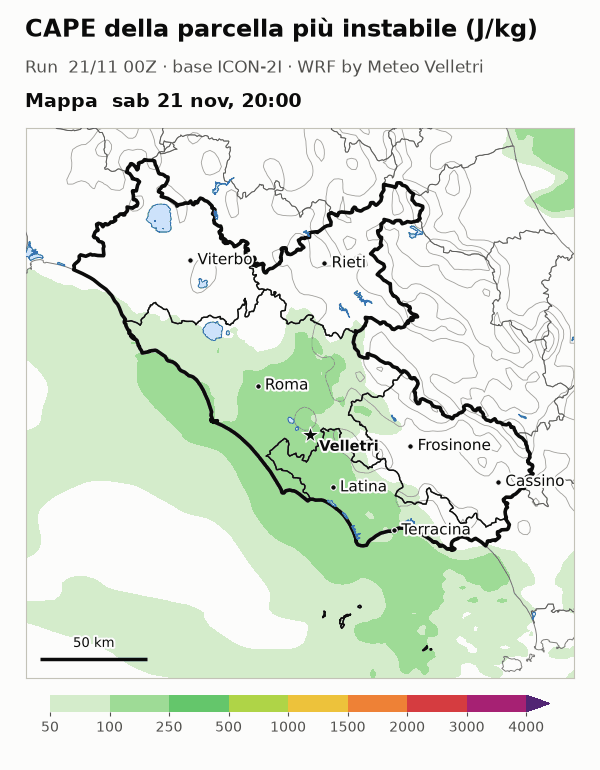 CAPE della parcella più instabile (J/kg)
Run  21/11 00Z · base ICON-2I · WRF by Meteo Velletri
Mappa  sab 21 nov, 20:00
Viterbo
Rieti
Roma
Velletri
Frosinone
Latina
Cassino
Terracina
50 km
50 100 250 500 1000 1500 2000 3000 4000